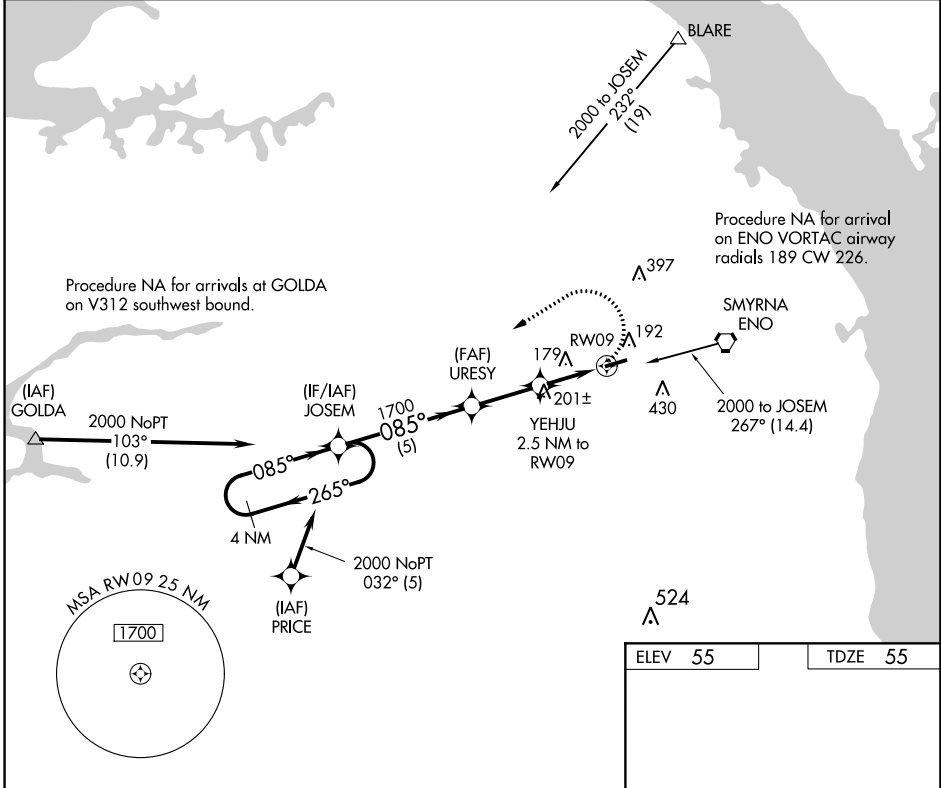 BLARE
2000 to JOSEM
232°
(19)
Procedure NA for arrival
on ENO VORTAC airway
radials 189 CW 226.
397
Procedure NA for arrivals at GOLDA
on V312 southwest bound.
SMYRNA
ENO
RW09
192
179
(FAF)
URESY
(IF/IAF)
JOSEM
(IAF)
GOLDA
2000 NoPT
103°
(10.9)
1700
085°
(5)
201±
YEHJU
2.5 NM to
RW09
430
2000 to JOSEM
267° (14.4)
085°
265°
4 NM
2000 NoPT
032° (5)
(IAF)
PRICE
MSA RW09 25 NM
1700
524
ELEV 55
TDZE 55